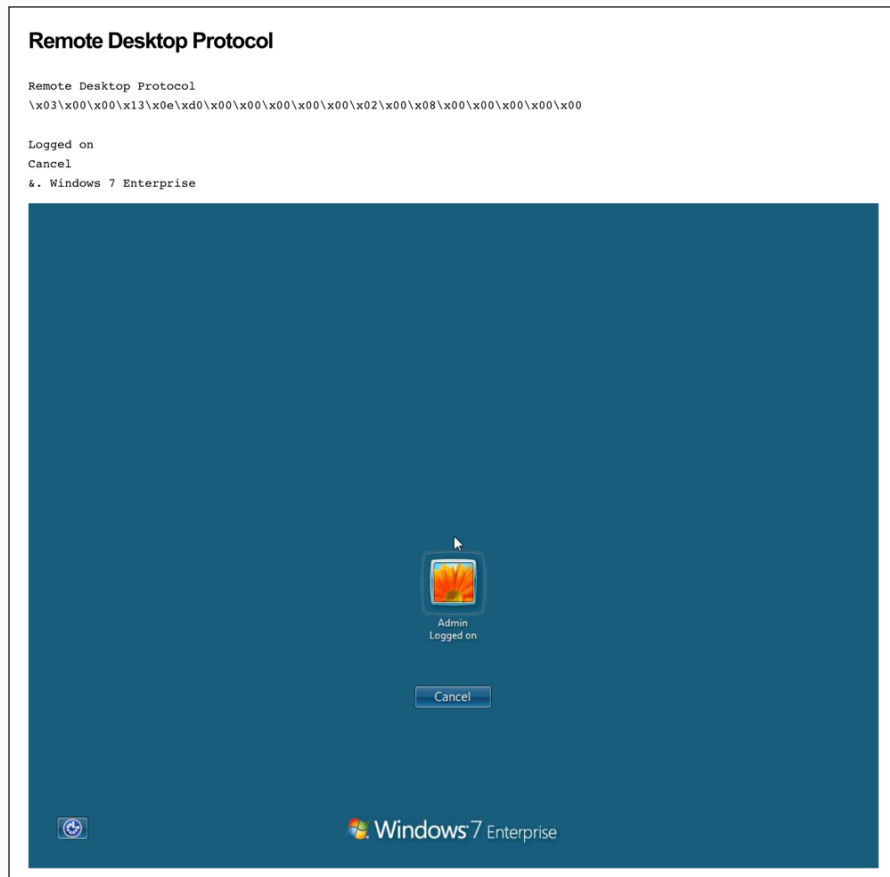 Remote Desktop Protocol
Remote Desktop Protocol
\x03\x00\x00\x13\x0e\xd0\x00\x00\x00\x00\x00\x02\x00\x08\x00\x00\x00\x00\x00
Logged on
Cancel
&. Windows 7 Enterprise
Admin
Logged on
Cancel
Windows 7 Enterprise